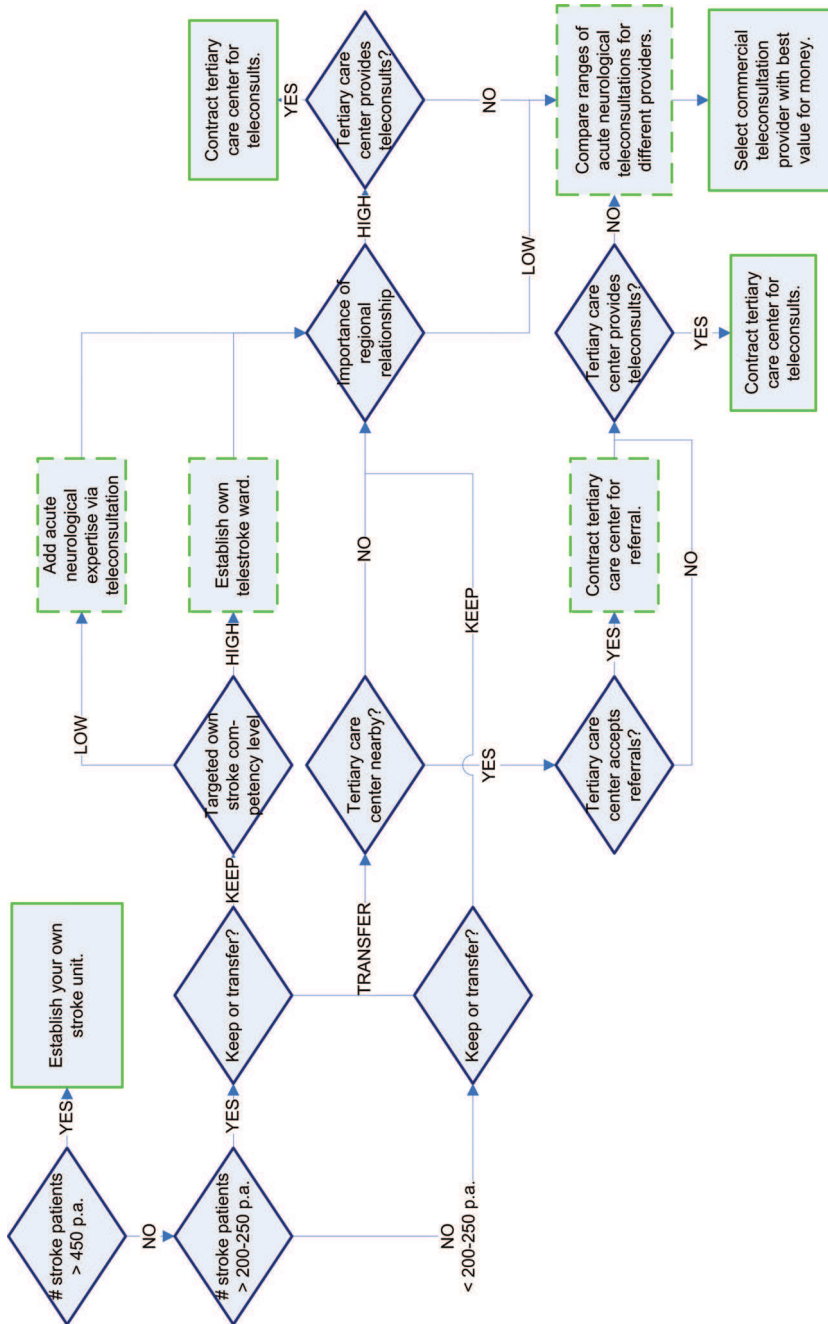 # stroke patients
> 450 p.a.
YES
Establish your own
stroke unit.
NO
# stroke patients
> 200-250 p.a.
YES
Keep or transfer?
KEEP
Targeted own
stroke com-
petency level
LOW
Add acute
neurological
expertise via
teleconsultation
HIGH
Establish own
telestroke ward.
NO
< 200-250 p.a.
Keep or transfer?
TRANSFER
Tertiary care
center nearby?
NO
KEEP
YES
Importance of
regional
relationship
HIGH
Tertiary care
center provides
teleconsults?
YES
Contract tertiary
care center for
teleconsults.
NO
LOW
Tertiary care
center accepts
referrals?
YES
Contract tertiary
care center for
referral.
NO
Tertiary care
center provides
teleconsults?
NO
YES
Contract tertiary
care center for
teleconsults.
Compare ranges of
acute neurological
teleconsultations for
different providers.
Select commercial
teleconsultation
provider with best
value for money.